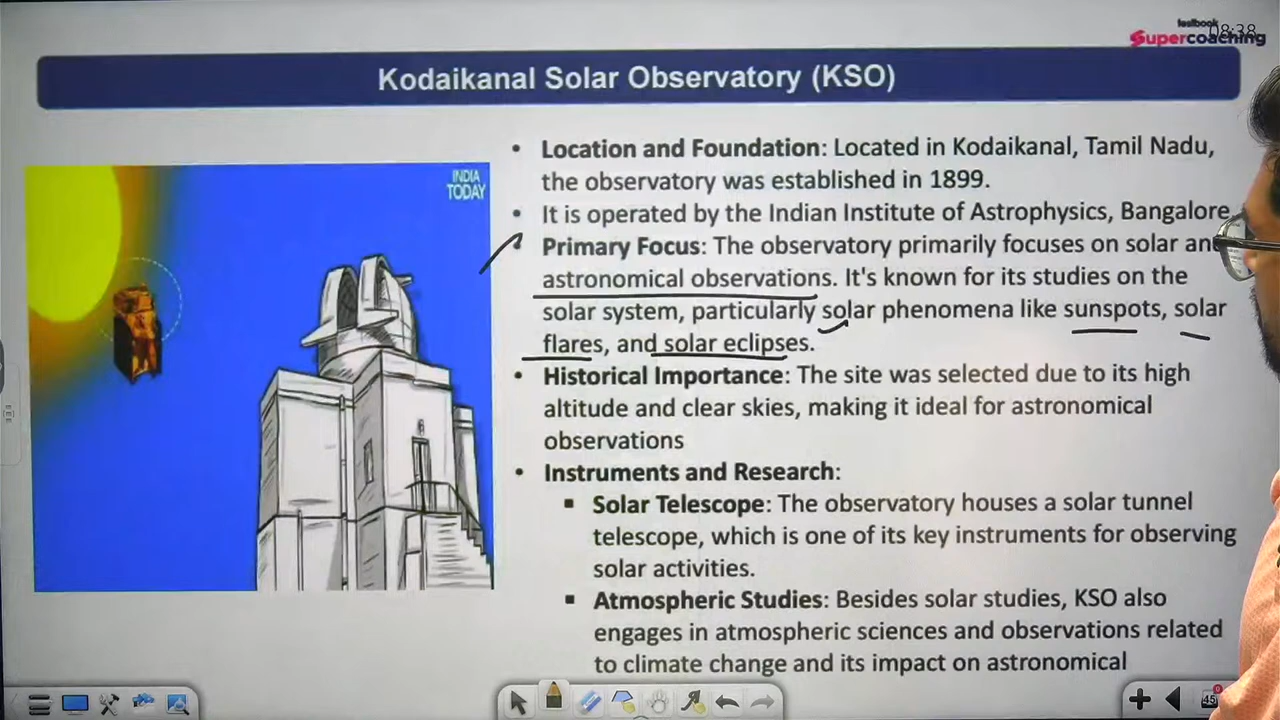 testbook
08:38
Supercoaching
Kodaikanal Solar Observatory (KSO)
INDIA
TODAY
• Location and Foundation: Located in Kodaikanal, Tamil Nadu,
the observatory was established in 1899.
• It is operated by the Indian Institute of Astrophysics, Bangalore
• Primary Focus: The observatory primarily focuses on solar an
astronomical observations. It's known for its studies on the
solar system, particularly solar phenomena like sunspots, solar
flares, and solar eclipses.
• Historical Importance: The site was selected due to its high
altitude and clear skies, making it ideal for astronomical
observations
• Instruments and Research:
▪ Solar Telescope: The observatory houses a solar tunnel
telescope, which is one of its key instruments for observing
solar activities.
▪ Atmospheric Studies: Besides solar studies, KSO also
engages in atmospheric sciences and observations related
to climate change and its impact on astronomical
45